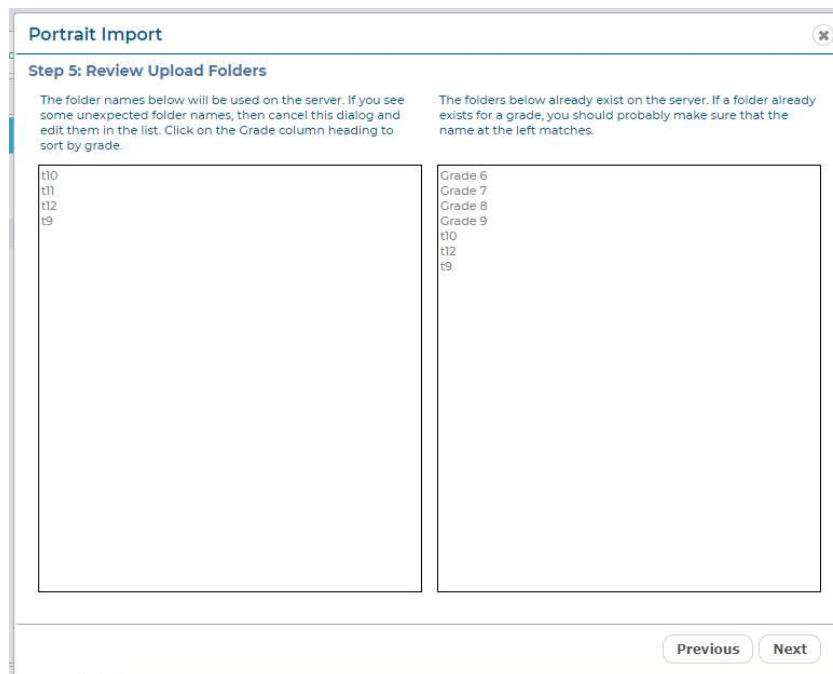 Portrait Import
Step 5: Review Upload Folders
The folder names below will be used on the server. If you see
some unexpected folder names, then cancel this dialog and
edit them in the list. Click on the Grade column heading to
sort by grade.
t10
t11
t12
t9
The folders below already exist on the server. If a folder already
exists for a grade, you should probably make sure that the
name at the left matches.
Grade 6
Grade 7
Grade 8
Grade 9
t10
t12
t9
Previous
Next